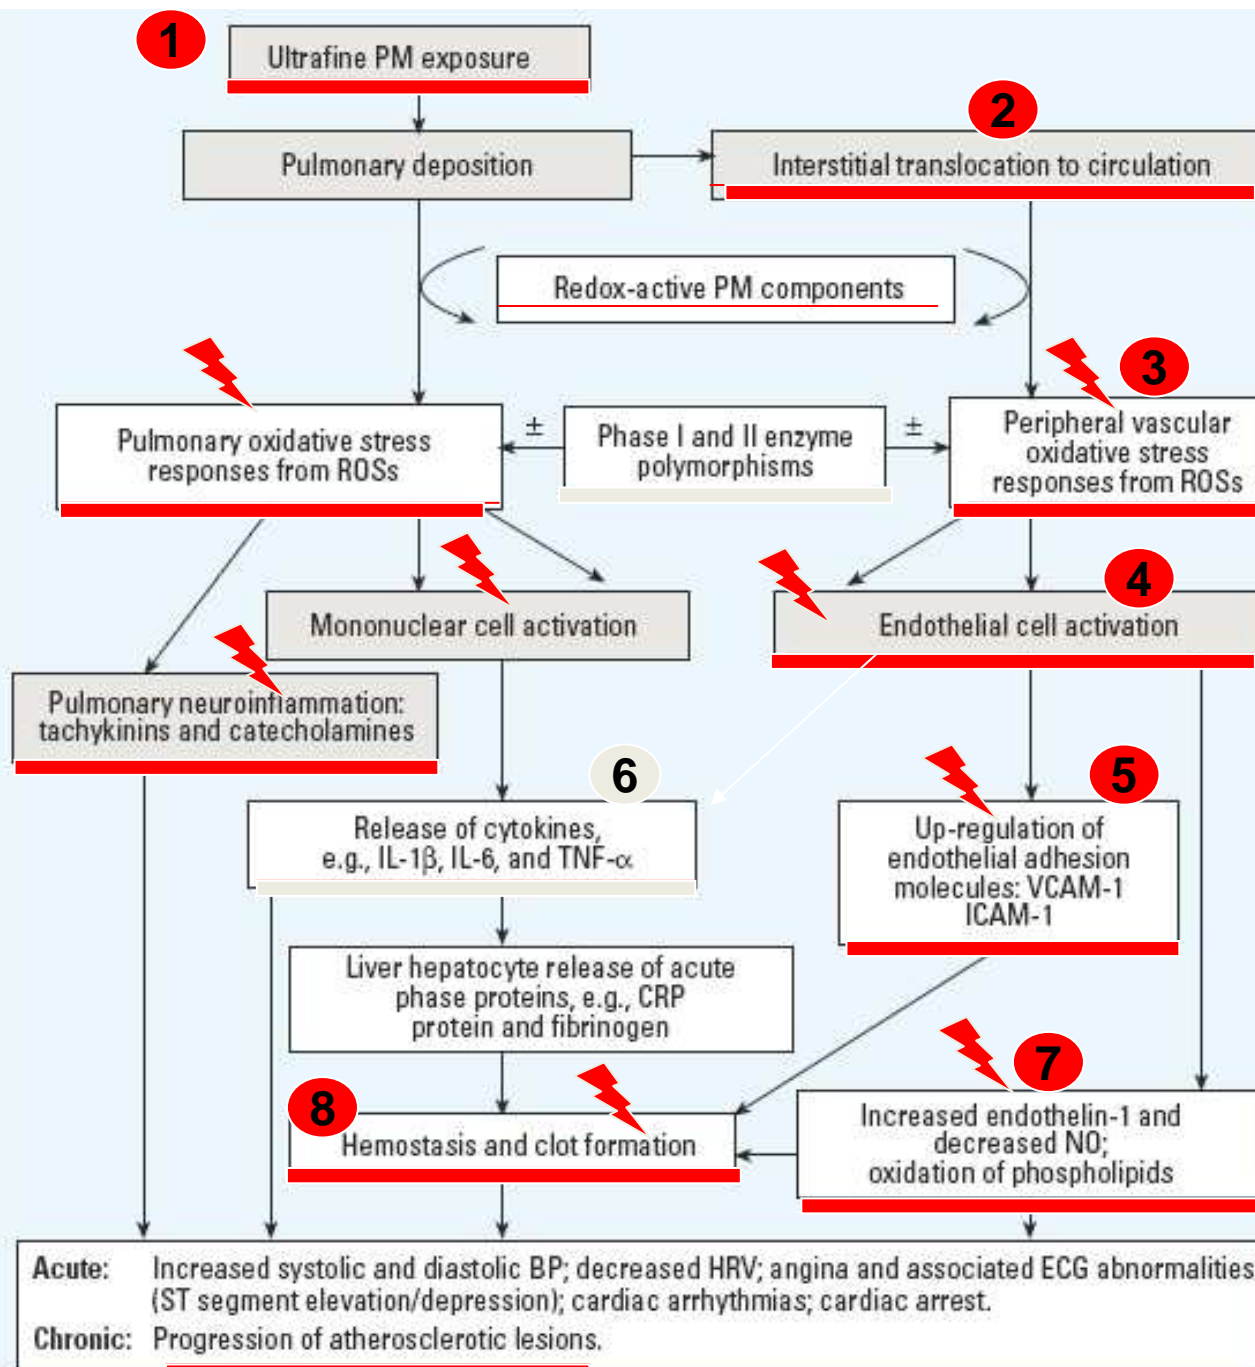 1
Ultrafine PM exposure
2
Pulmonary deposition
Interstitial translocation to circulation
Redox-active PM components
3
Pulmonary oxidative stress
responses from ROSs
±
Phase I and II enzyme
polymorphisms
±
Peripheral vascular
oxidative stress
responses from ROSs
4
Mononuclear cell activation
Endothelial cell activation
Pulmonary neuroinflammation:
tachykinins and catecholamines
6
5
Release of cytokines,
e.g., IL-1β, IL-6, and TNF-α
Up-regulation of
endothelial adhesion
molecules: VCAM-1
ICAM-1
Liver hepatocyte release of acute
phase proteins, e.g., CRP
protein and fibrinogen
7
8
Hemostasis and clot formation
Increased endothelin-1 and
decreased NO;
oxidation of phospholipids
Acute: Increased systolic and diastolic BP; decreased HRV; angina and associated ECG abnormalities
(ST segment elevation/depression); cardiac arrhythmias; cardiac arrest.
Chronic: Progression of atherosclerotic lesions.